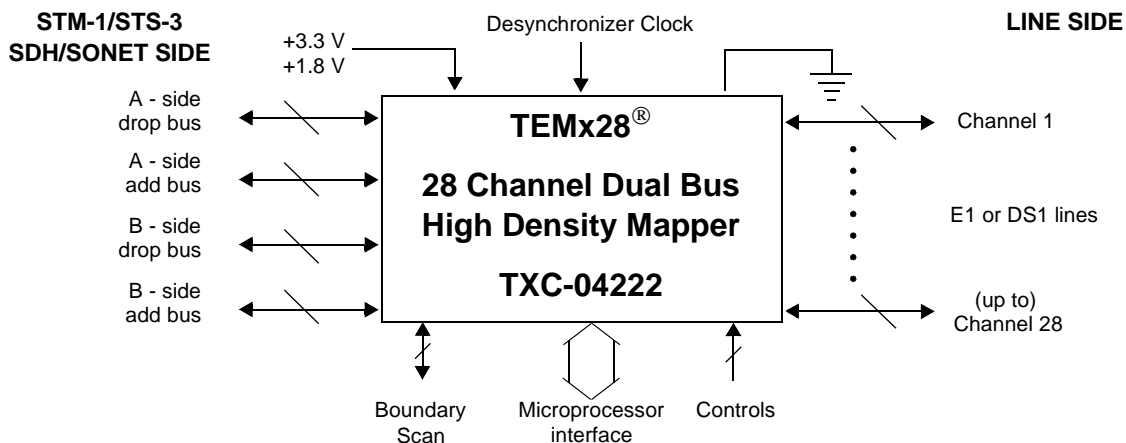 STM-1/STS-3
SDH/SONET SIDE
+3.3 V
+1.8 V
Desynchronizer Clock
LINE SIDE
A - side
drop bus
A - side
add bus
B - side
drop bus
B - side
add bus
TEMx28®
28 Channel Dual Bus
High Density Mapper
TXC-04222
Channel 1
E1 or DS1 lines
(up to)
Channel 28
Boundary
Scan
Microprocessor
interface
Controls